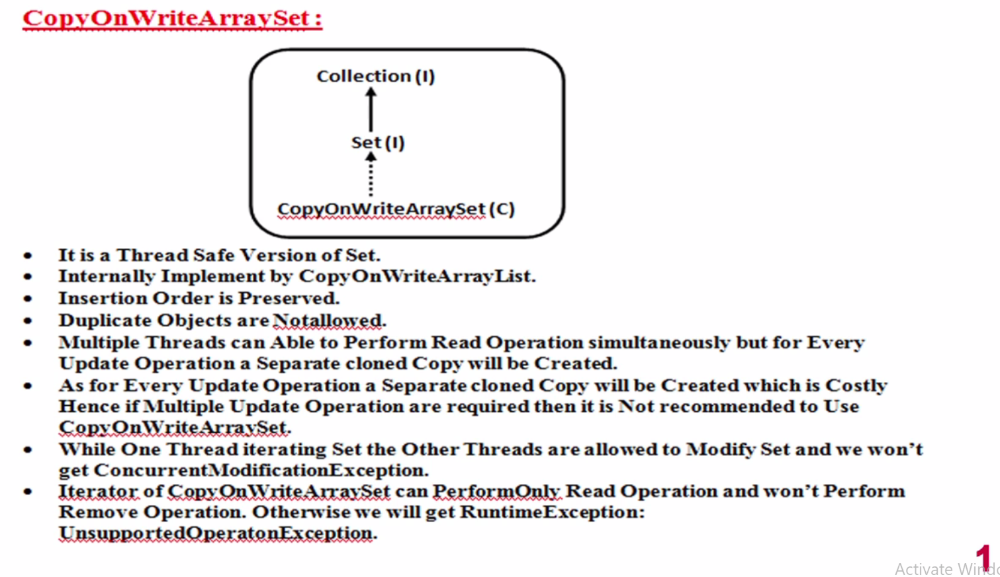 CopyOnWriteArraySet :
Collection (I)
Set (I)
CopyOnWriteArraySet (C)
• It is a Thread Safe Version of Set.
• Internally Implement by CopyOnWriteArrayList.
• Insertion Order is Preserved.
• Duplicate Objects are Notallowed.
• Multiple Threads can Able to Perform Read Operation simultaneously but for Every
Update Operation a Separate cloned Copy will be Created.
• As for Every Update Operation a Separate cloned Copy will be Created which is Costly
Hence if Multiple Update Operation are required then it is Not recommended to Use
CopyOnWriteArraySet.
• While One Thread iterating Set the Other Threads are allowed to Modify Set and we won’t
get ConcurrentModificationException.
• Iterator of CopyOnWriteArraySet can PerformOnly Read Operation and won’t Perform
Remove Operation. Otherwise we will get RuntimeException:
UnsupportedOperatonException.
1
Activate